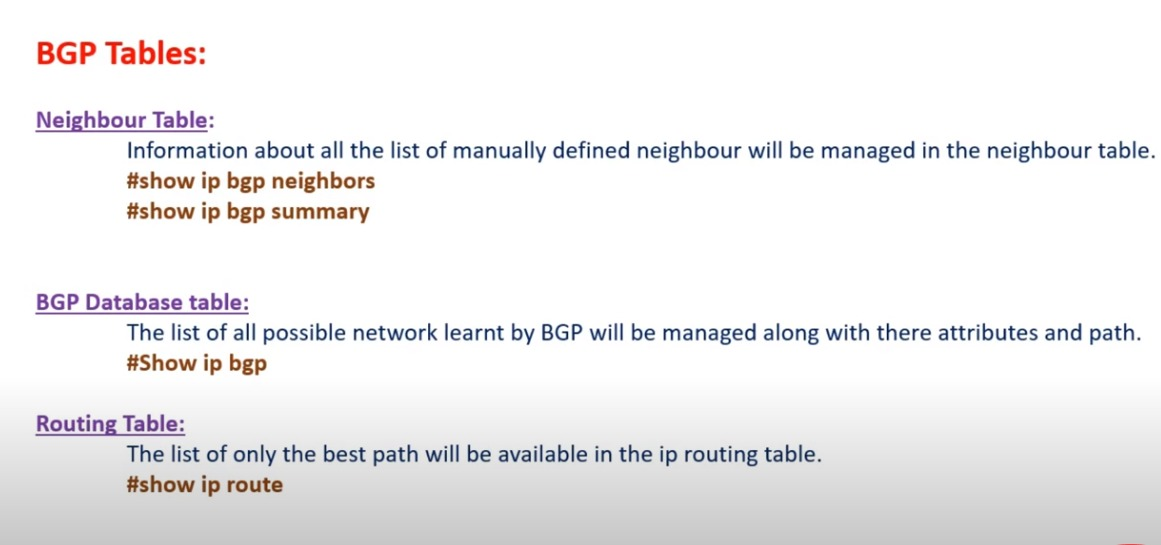 BGP Tables:
Neighbour Table:
Information about all the list of manually defined neighbour will be managed in the neighbour table.
#show ip bgp neighbors
#show ip bgp summary
BGP Database table:
The list of all possible network learnt by BGP will be managed along with there attributes and path.
#Show ip bgp
Routing Table:
The list of only the best path will be available in the ip routing table.
#show ip route